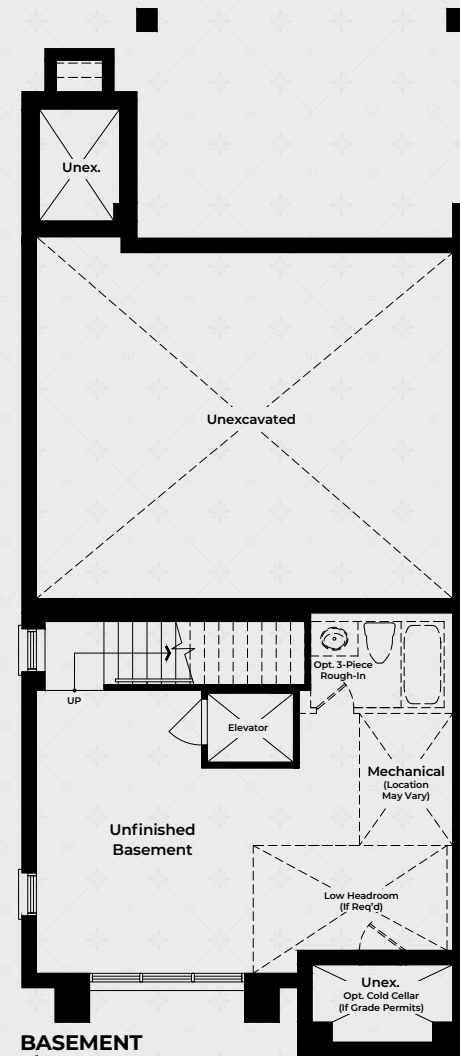 Unex.
Unexcavated
Opt. 3-Piece
Rough-In
UP
Elevator
Mechanical
(Location
May Vary)
Unfinished
Basement
Low Headroom
(If Req'd)
Unex.
Opt. Cold Cellar
(If Grade Permits)
BASEMENT